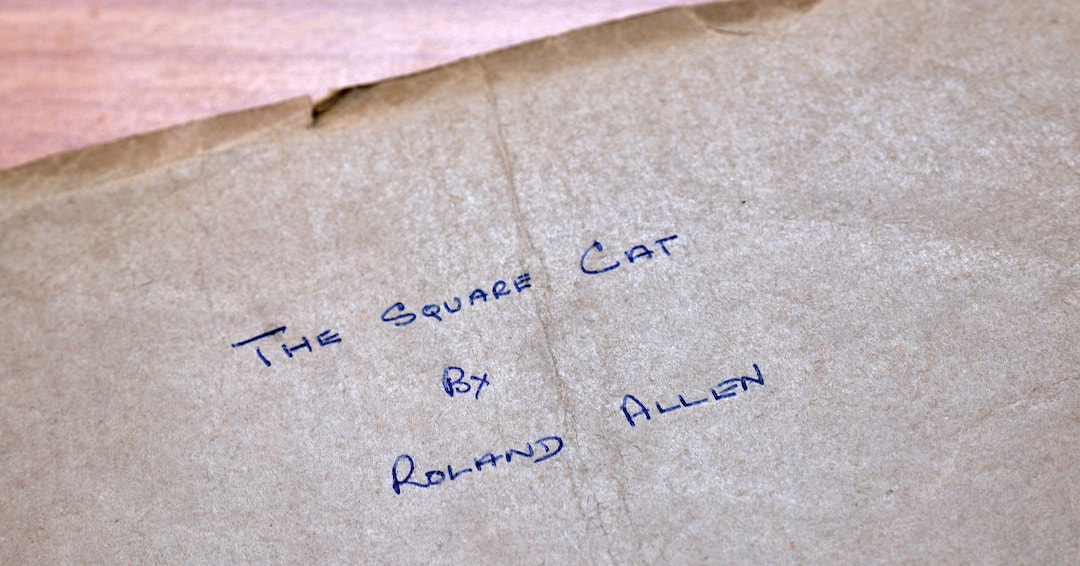 THE SQUARE CAT
BY
ROLAND ALLEN